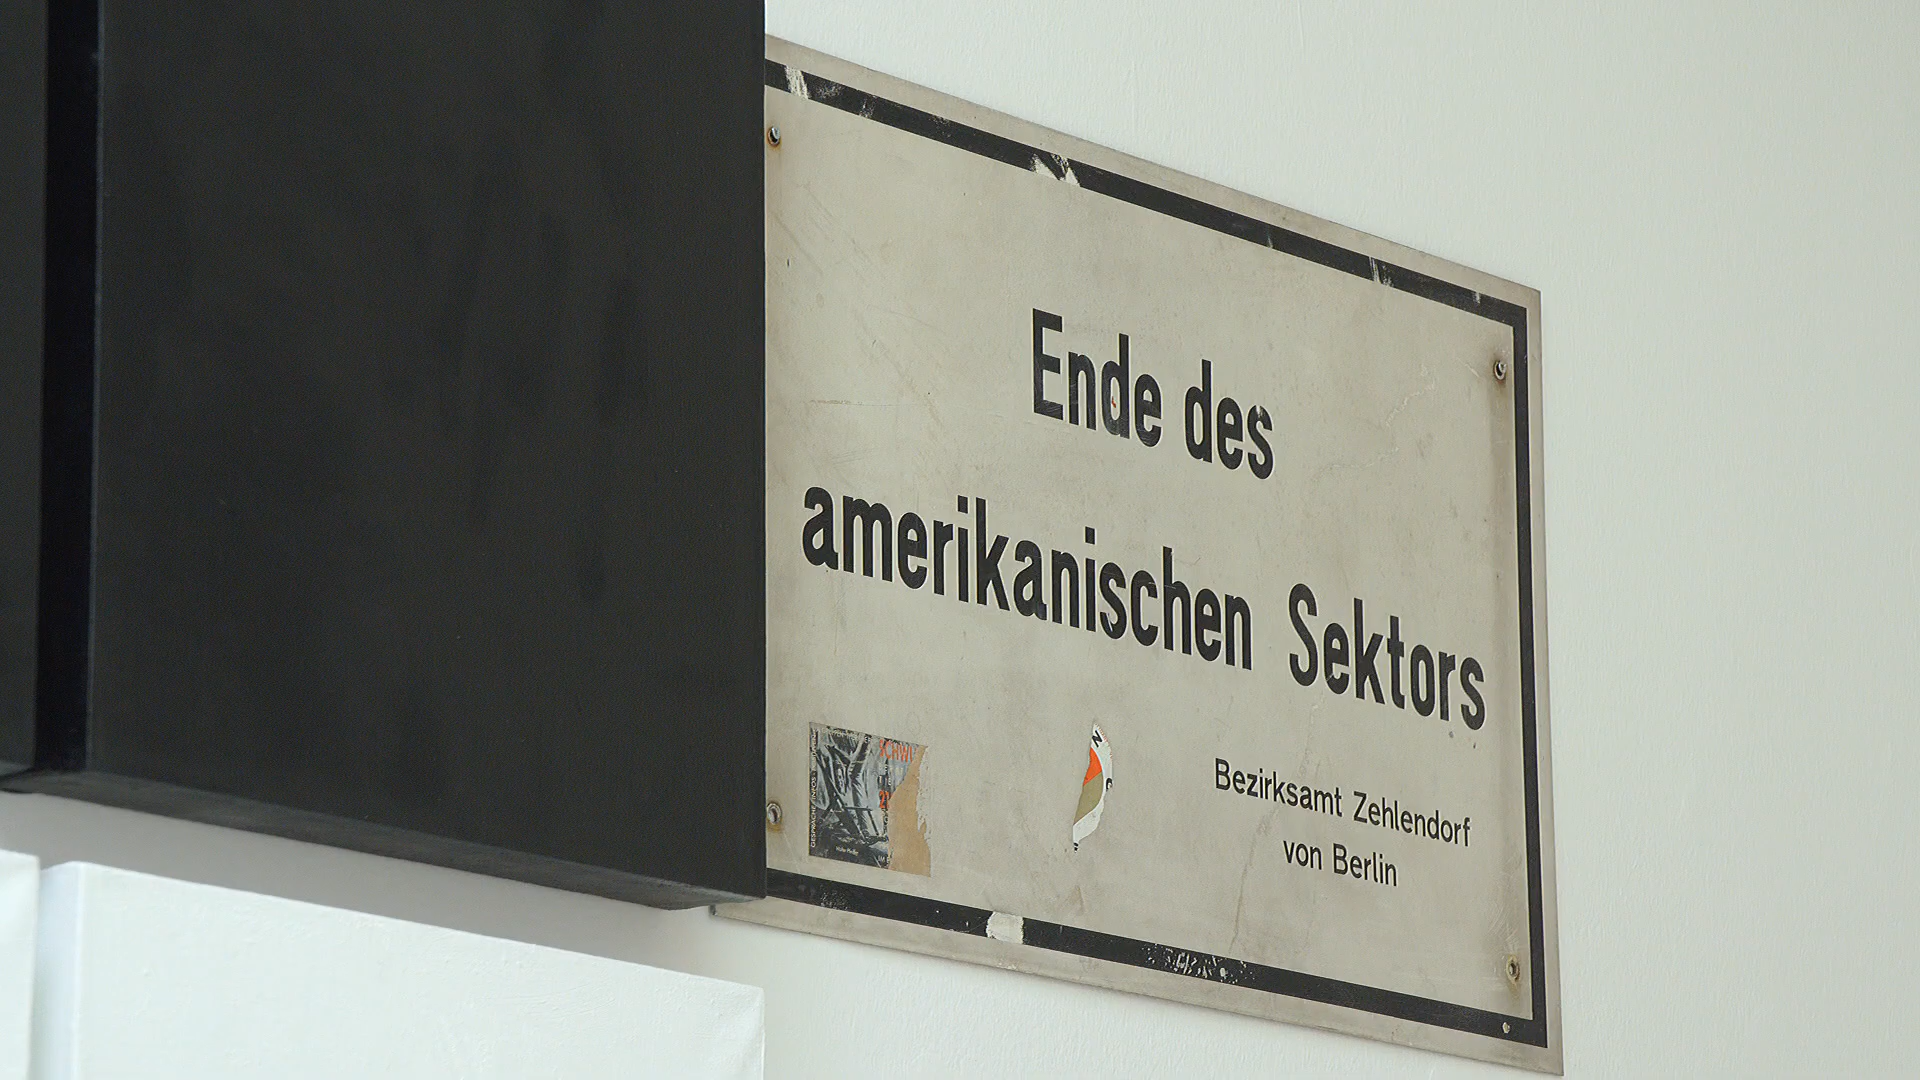 Ende des
amerikanischen Sektors
Bezirksamt Zehlendorf
von Berlin